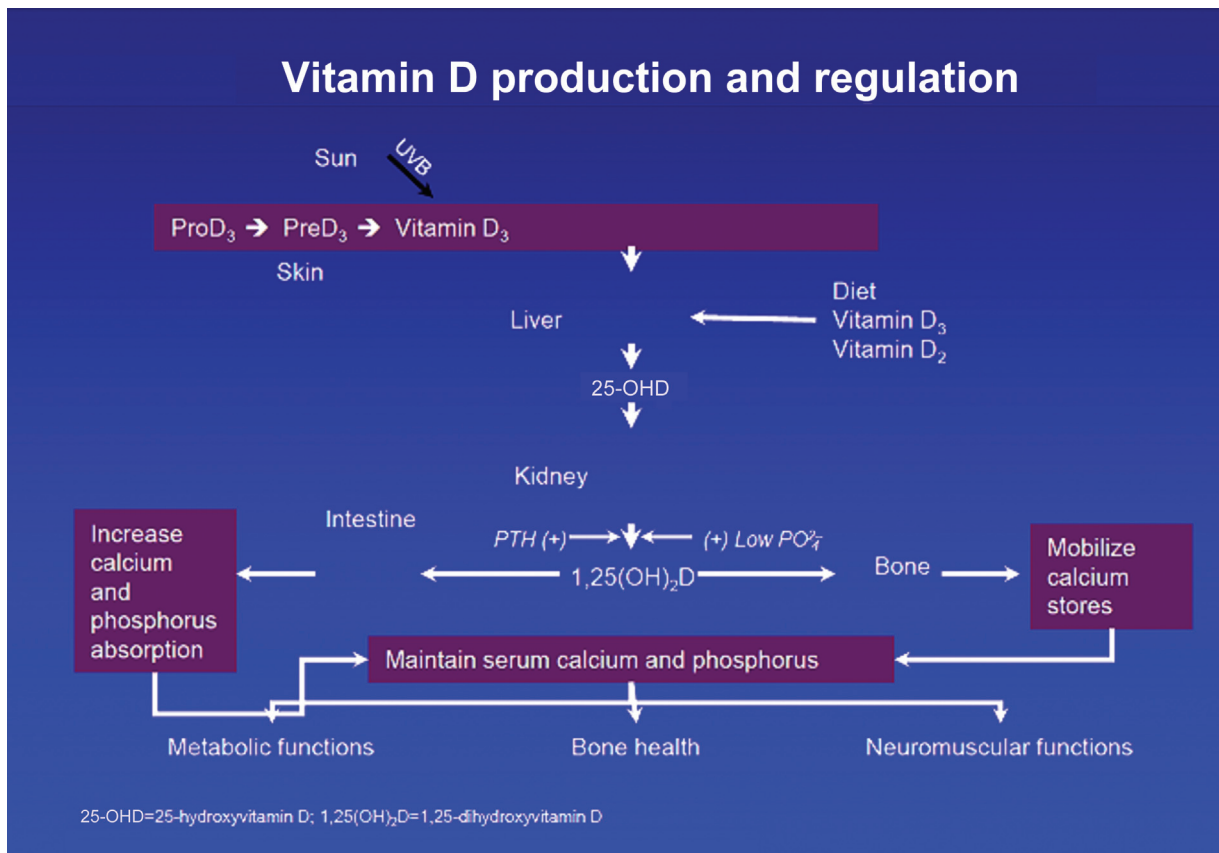 Vitamin D production and regulation
Sun
UVB
ProD₃ → PreD₃ → Vitamin D₃
Skin
Diet
Liver
Vitamin D₃
Vitamin D₂
25-OHD
Kidney
Intestine
Increase
calcium
and
phosphorus
absorption
PTH (+)
(+) Low PO²⁻₄
1,25(OH)₂D
Bone
Mobilize
calcium
stores
Maintain serum calcium and phosphorus
Metabolic functions
Bone health
Neuromuscular functions
25-OHD=25-hydroxyvitamin D; 1,25(OH)₂D=1,25-dihydroxyvitamin D